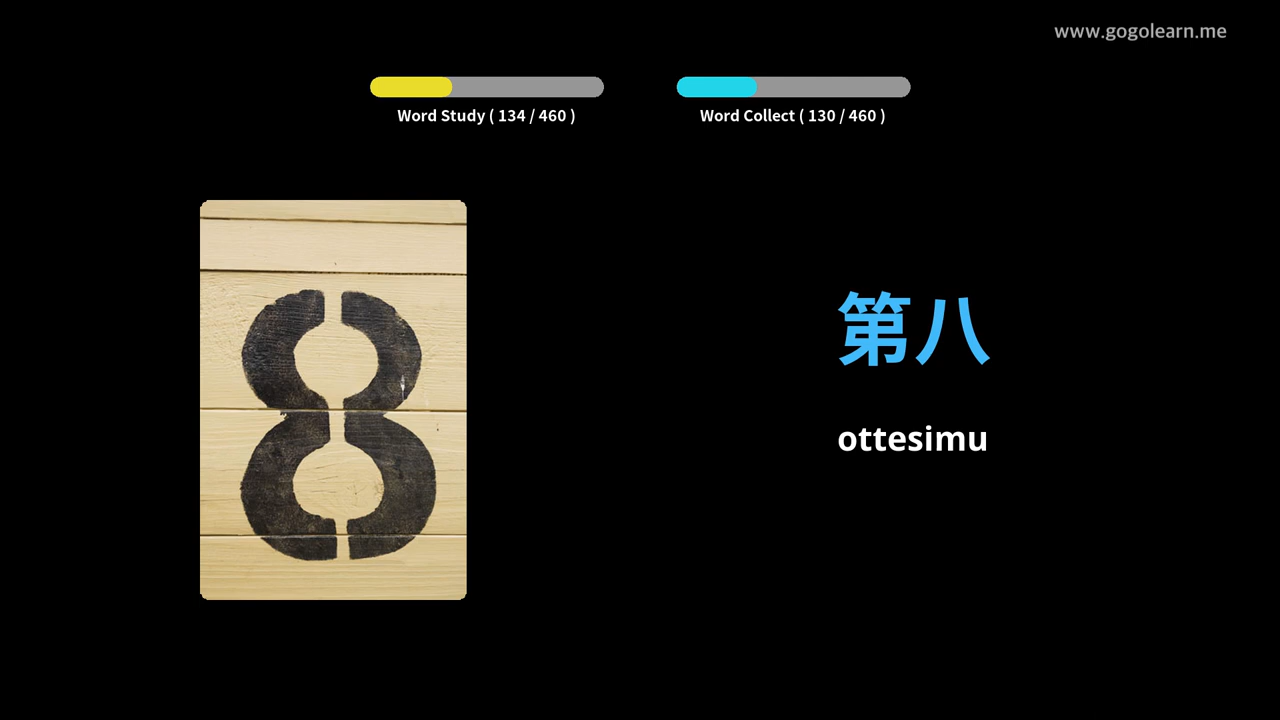 www.gogolearn.me
Word Study ( 134 / 460 )
Word Collect ( 130 / 460 )
8
第八
ottesimu